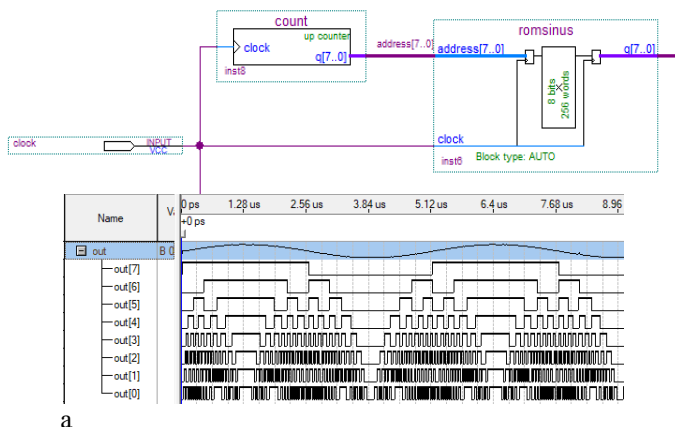 count
up counter
clock
q[7..0]
inst8
address[7..0]
romsinus
address[7..0]
q[7..0]
8 bits
256 words
clock
inst6
Block type: AUTO
clock
INPUT
VCC
Name
0 ps
1.28 us
2.56 us
3.84 us
5.12 us
6.4 us
7.68 us
8.96
+0 ps
out
out[7]
out[6]
out[5]
out[4]
out[3]
out[2]
out[1]
out[0]
a